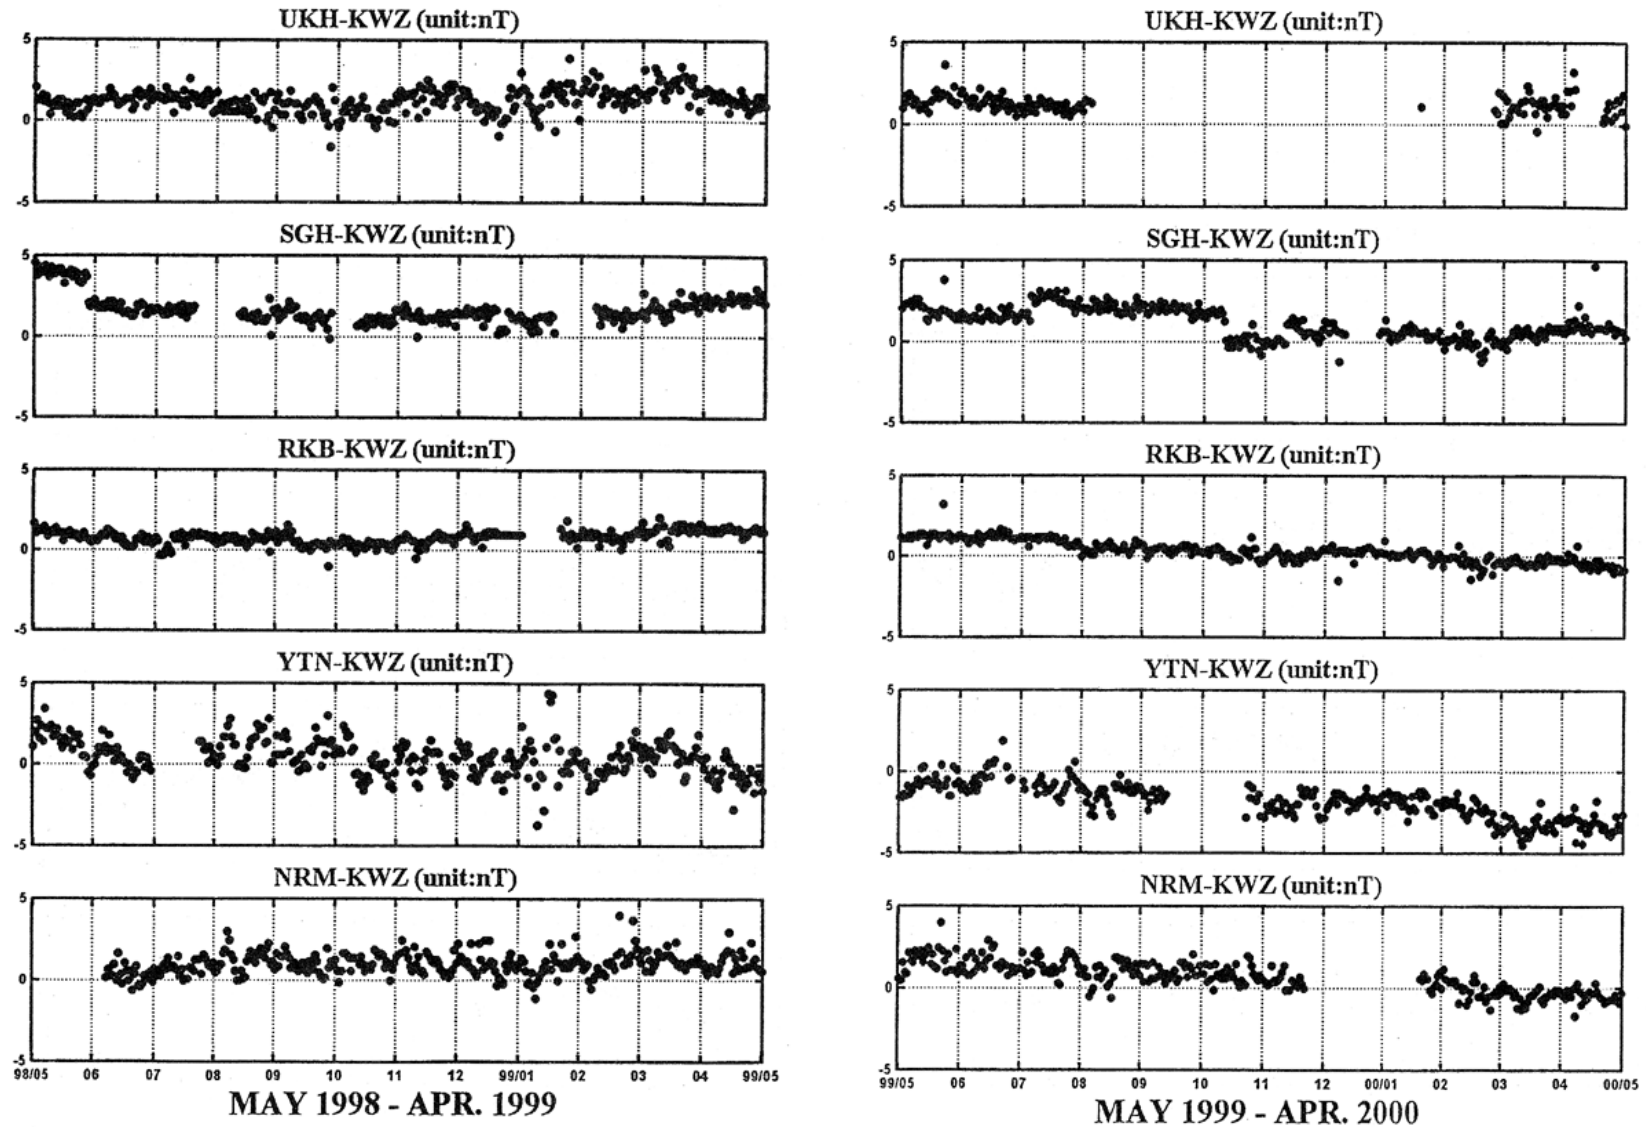 UKH-KWZ (unit:nT)
5
0
-5
SGH-KWZ (unit:nT)
5
0
-5
RKB-KWZ (unit:nT)
5
0
-5
YTN-KWZ (unit:nT)
5
0
-5
NRM-KWZ (unit:nT)
5
0
-5
98/05 06 07 08 09 10 11 12 99/01 02 03 04 99/05
MAY 1998 - APR. 1999
UKH-KWZ (unit:nT)
5
0
-5
SGH-KWZ (unit:nT)
5
0
-5
RKB-KWZ (unit:nT)
5
0
-5
YTN-KWZ (unit:nT)
5
0
-5
NRM-KWZ (unit:nT)
5
0
-5
99/05 06 07 08 09 10 11 12 00/01 02 03 04 00/05
MAY 1999 - APR. 2000